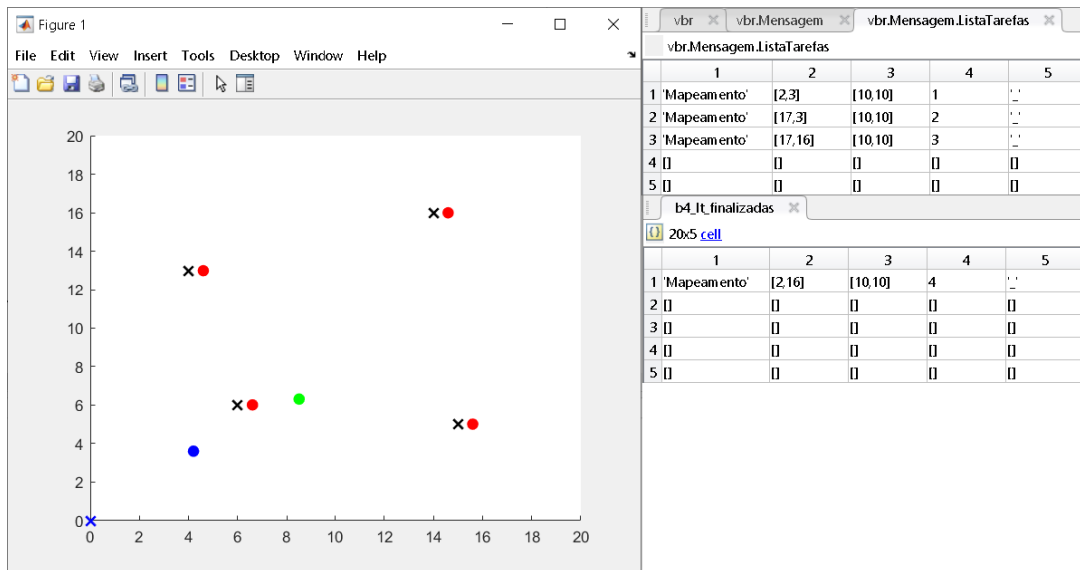 Figure 1
File Edit View Insert Tools Desktop Window Help
20
18
16
14
12
10
8
6
4
2
0
0 2 4 6 8 10 12 14 16 18 20
vbr vbr.Mensagem vbr.Mensagem.ListaTarefas
vbr.Mensagem.ListaTarefas
1 2 3 4 5
1 'Mapeamento' [2,3] [10,10] 1 '_'
2 'Mapeamento' [17,3] [10,10] 2 '_'
3 'Mapeamento' [17,16] [10,10] 3 '_'
4 [] [] [] [] []
5 [] [] [] [] []
b4_lt_finalizadas
{} 20x5 cell
1 2 3 4 5
1 'Mapeamento' [2,16] [10,10] 4 '_'
2 [] [] [] [] []
3 [] [] [] [] []
4 [] [] [] [] []
5 [] [] [] [] []